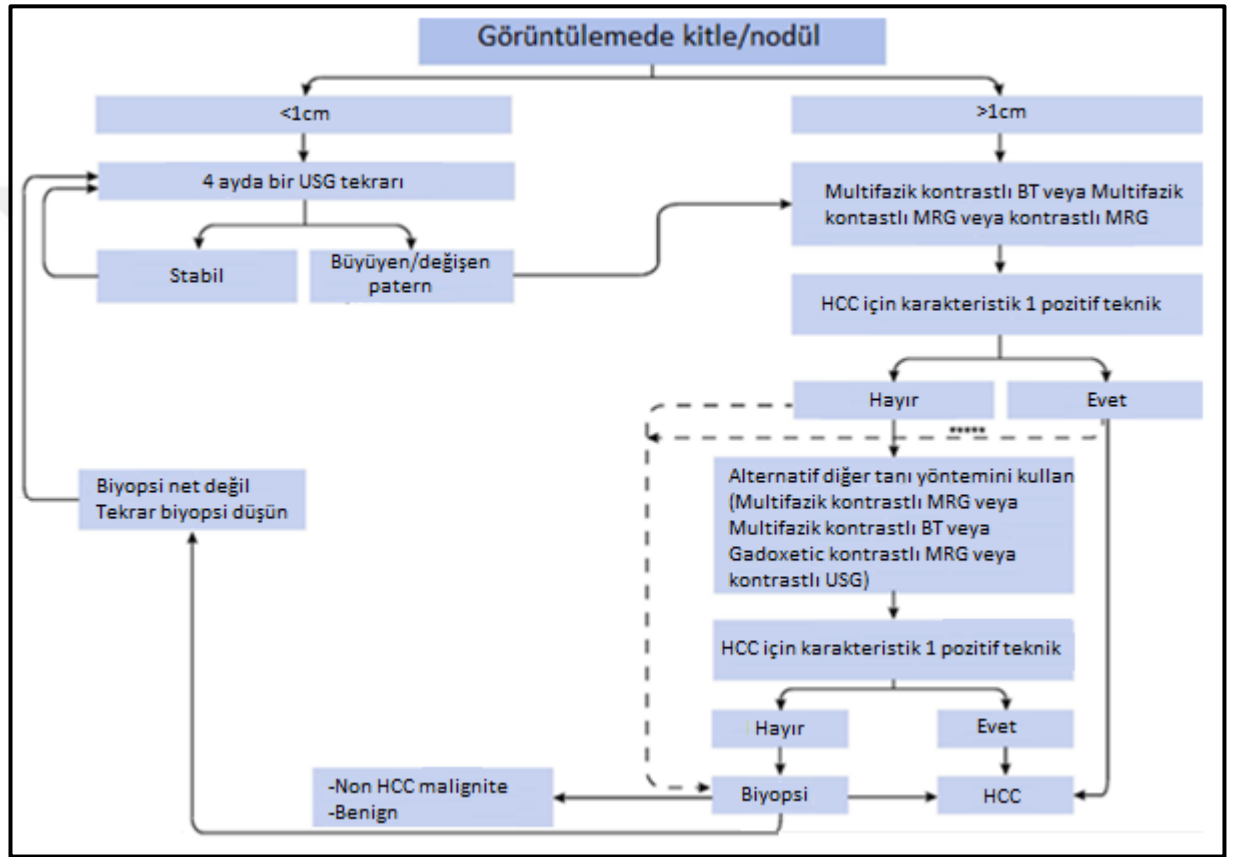 Görüntülemede kitle/nodül
<1cm
>1cm
4 ayda bir USG tekrarı
Multifazik kontrastlı BT veya Multifazik
kontastlı MRG veya kontrastlı MRG
Stabil
Büyüyen/değişen
patern
HCC için karakteristik 1 pozitif teknik
Hayır
Evet
*****
Alternatif diğer tanı yöntemini kullan
(Multifazik kontrastlı MRG veya
Multifazik kontrastlı BT veya
Gadoxetic kontrastlı MRG veya
kontrastlı USG)
Biyopsi net değil
Tekrar biyopsi düşün
HCC için karakteristik 1 pozitif teknik
Hayır
Evet
-Non HCC malignite
-Benign
Biyopsi
HCC